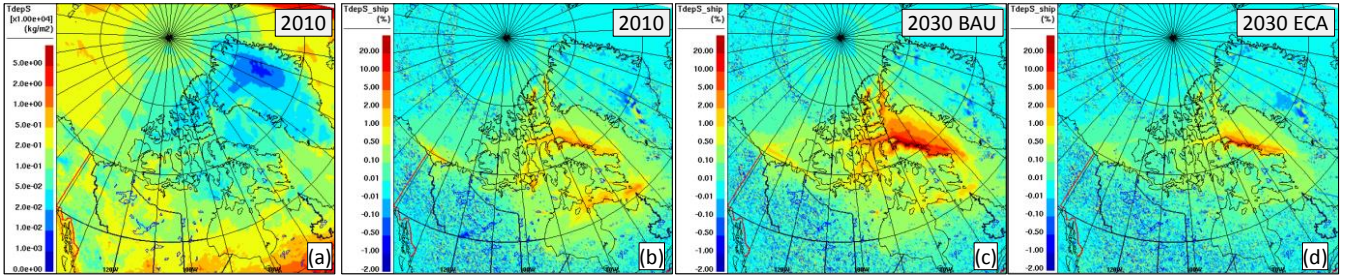 TdepS
[x1.00e+04]
(kg/m2)
5.0e+00
2.0e+00
1.0e+00
5.0e-01
2.0e-01
1.0e-01
5.0e-02
2.0e-02
1.0e-02
1.0e-03
0.0e+00
2010
120W
(a)
TdepS_ship
(%)
20.00
10.00
5.00
2.00
1.00
0.50
0.10
0.01
-0.01
-0.10
-0.50
-1.00
-2.00
2010
120W
(b)
TdepS_ship
(%)
20.00
10.00
5.00
2.00
1.00
0.50
0.10
0.01
-0.01
-0.10
-0.50
-1.00
-2.00
2030 BAU
120W
(c)
TdepS_ship
(%)
20.00
10.00
5.00
2.00
1.00
0.50
0.10
0.01
-0.01
-0.10
-0.50
-1.00
-2.00
2030 ECA
120W
(d)